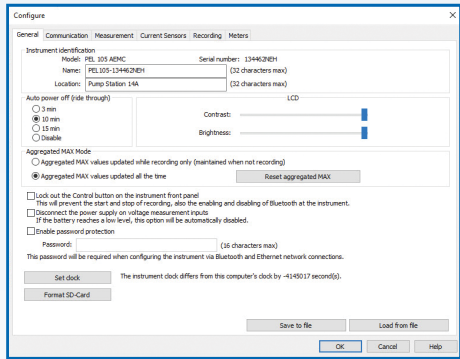 Configure
General Communication Measurement Current Sensors Recording Meters
Instrument identification
Model: PEL 105 AEMC Serial number: 134462NEH
Name: PEL105-134462NEH (32 characters max)
Location: Pump Station 14A (32 characters max)
Auto power off (ride through)
3 min
10 min
15 min
Disable
LCD
Contrast:
Brightness:
Aggregated MAX Mode
Aggregated MAX values updated while recording only (maintained when not recording)
Aggregated MAX values updated all the time Reset aggregated MAX
Lock out the Control button on the instrument front panel
This will prevent the start and stop of recording, also the enabling and disabling of Bluetooth at the instrument.
Disconnect the power supply on voltage measurement inputs
If the battery reaches a low level, this option will be automatically disabled.
Enable password protection
Password: (16 characters max)
This password will be required when configuring the instrument via Bluetooth and Ethernet network connections.
Set clock The instrument clock differs from this computer's clock by -4145017 second(s).
Format SD-Card
Save to file Load from file
OK Cancel Help